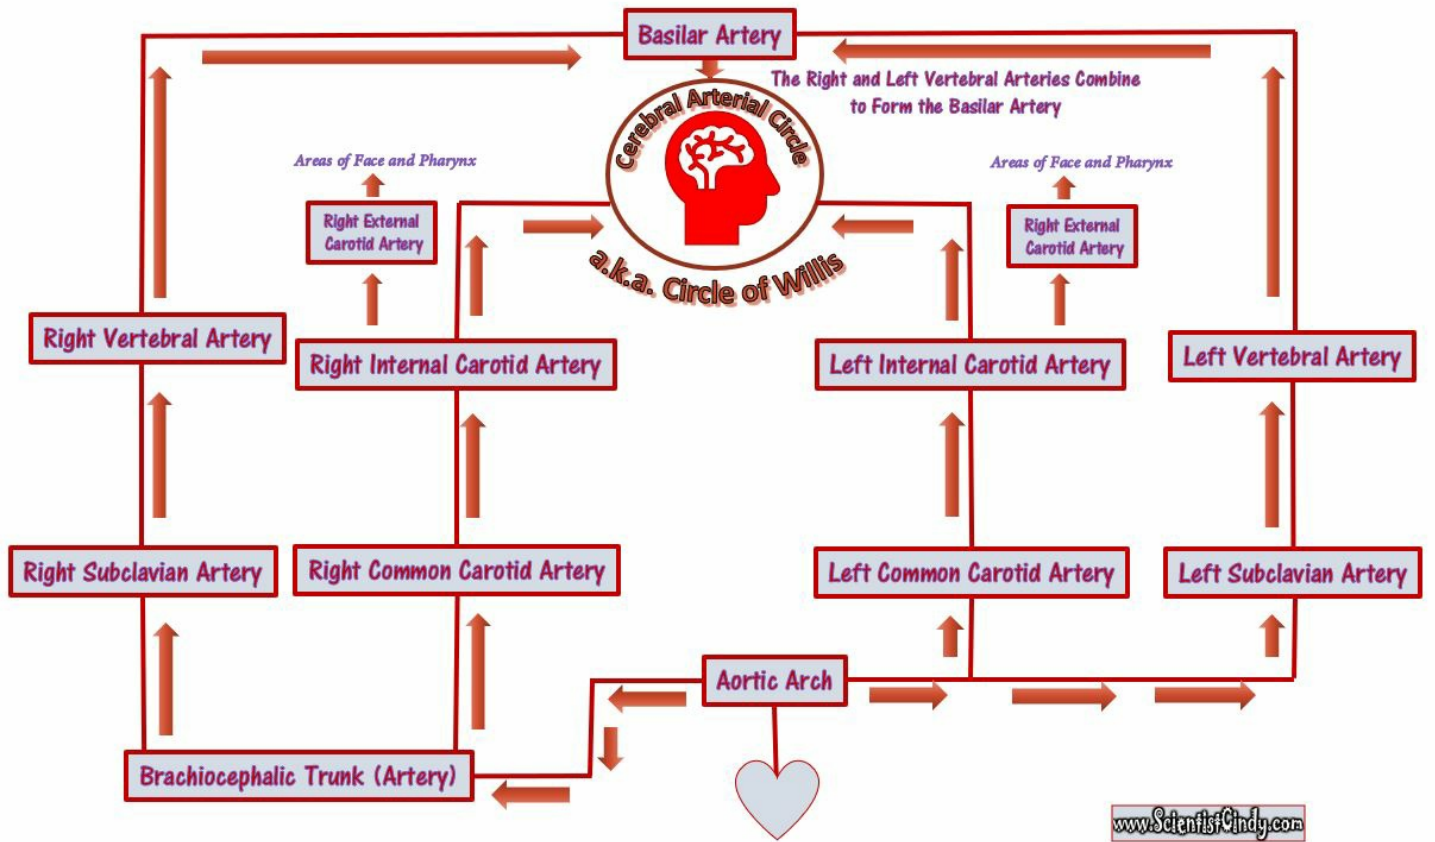 Basilar Artery
The Right and Left Vertebral Arteries Combine
to Form the Basilar Artery
Cerebral Arterial Circle
a.k.a. Circle of Willis
Areas of Face and Pharynx
Areas of Face and Pharynx
Right External
Carotid Artery
Right External
Carotid Artery
Right Vertebral Artery
Right Internal Carotid Artery
Left Internal Carotid Artery
Left Vertebral Artery
Right Subclavian Artery
Right Common Carotid Artery
Left Common Carotid Artery
Left Subclavian Artery
Aortic Arch
Brachiocephalic Trunk (Artery)
www.ScientistCindy.com